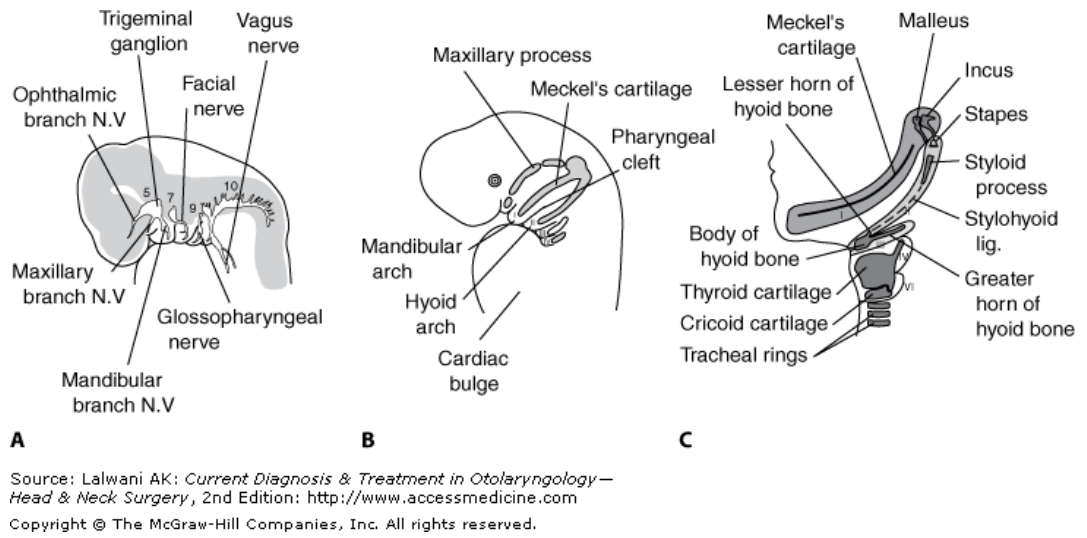 Trigeminal
ganglion
Vagus
nerve
Facial
nerve
Ophthalmic
branch N.V
5
7
9
10
Maxillary
branch N.V
Glossopharyngeal
nerve
Mandibular
branch N.V
A
Maxillary process
Meckel's cartilage
Pharyngeal
cleft
Mandibular
arch
Hyoid
arch
Cardiac
bulge
B
Meckel's
cartilage
Malleus
Lesser horn of
hyoid bone
Incus
Stapes
Styloid
process
Stylohyoid
lig.
Body of
hyoid bone
Thyroid cartilage
Cricoid cartilage
Tracheal rings
Greater
horn of
hyoid bone
I
IV
VI
C
Source: Lalwani AK: Current Diagnosis & Treatment in Otolaryngology—
Head & Neck Surgery, 2nd Edition: http://www.accessmedicine.com
Copyright © The McGraw-Hill Companies, Inc. All rights reserved.